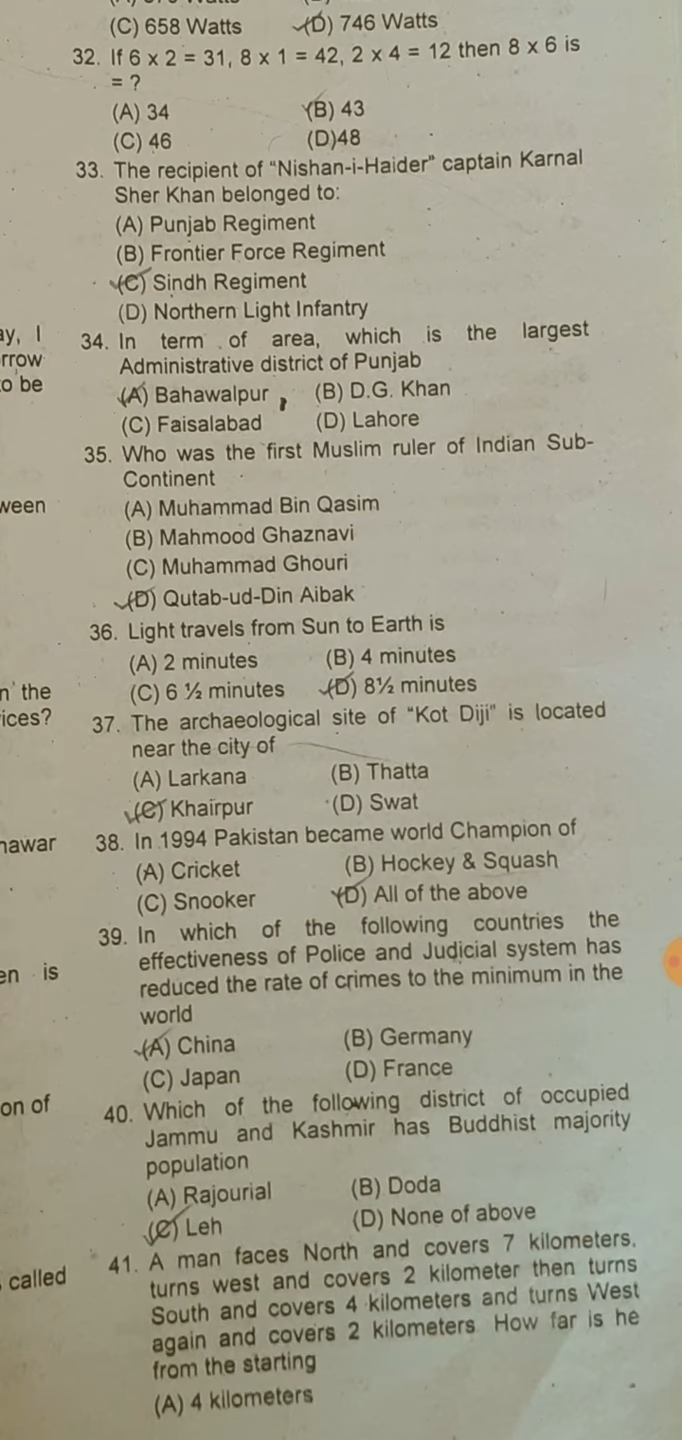 (C) 658 Watts (D) 746 Watts
32. If 6 x 2 = 31, 8 x 1 = 42, 2 x 4 = 12 then 8 x 6 is
= ?
(A) 34 (B) 43
(C) 46 (D)48
33. The recipient of "Nishan-i-Haider" captain Karnal
Sher Khan belonged to:
(A) Punjab Regiment
(B) Frontier Force Regiment
(C) Sindh Regiment
(D) Northern Light Infantry
34. In term of area, which is the largest
Administrative district of Punjab
(A) Bahawalpur (B) D.G. Khan
(C) Faisalabad (D) Lahore
35. Who was the first Muslim ruler of Indian Sub-
Continent
(A) Muhammad Bin Qasim
(B) Mahmood Ghaznavi
(C) Muhammad Ghouri
(D) Qutab-ud-Din Aibak
36. Light travels from Sun to Earth is
(A) 2 minutes (B) 4 minutes
(C) 6 ½ minutes (D) 8½ minutes
37. The archaeological site of "Kot Diji" is located
near the city of
(A) Larkana (B) Thatta
(C) Khairpur (D) Swat
38. In 1994 Pakistan became world Champion of
(A) Cricket (B) Hockey & Squash
(C) Snooker (D) All of the above
39. In which of the following countries the
effectiveness of Police and Judicial system has
reduced the rate of crimes to the minimum in the
world
(A) China (B) Germany
(C) Japan (D) France
40. Which of the following district of occupied
Jammu and Kashmir has Buddhist majority
population
(A) Rajourial (B) Doda
(C) Leh (D) None of above
41. A man faces North and covers 7 kilometers.
turns west and covers 2 kilometer then turns
South and covers 4 kilometers and turns West
again and covers 2 kilometers How far is he
from the starting
(A) 4 kilometers